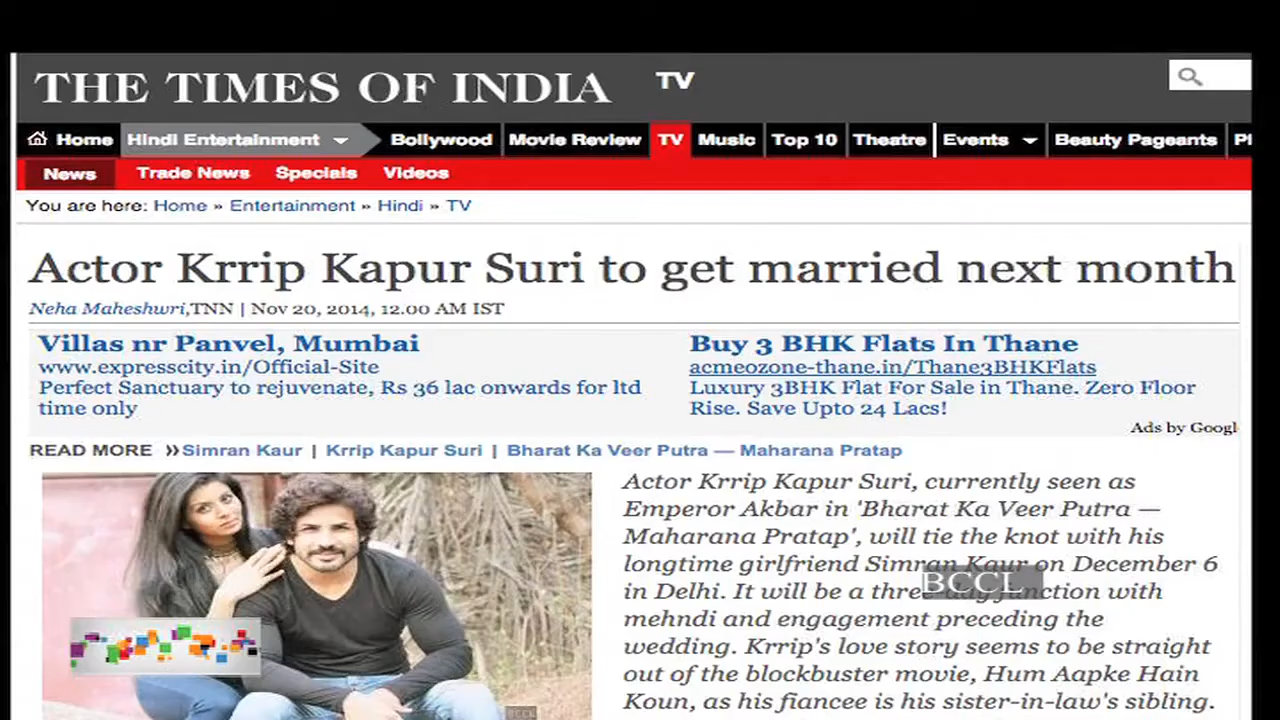 THE TIMES OF INDIA TV
Home Hindi Entertainment Bollywood Movie Review TV Music Top 10 Theatre Events Beauty Pageants
News Trade News Specials Videos
You are here: Home » Entertainment » Hindi » TV
Actor Krrip Kapur Suri to get married next month
Neha Maheshwri,TNN | Nov 20, 2014, 12.00 AM IST
Villas nr Panvel, Mumbai
www.expresscity.in/Official-Site
Perfect Sanctuary to rejuvenate, Rs 36 lac onwards for ltd
time only
Buy 3 BHK Flats In Thane
acmeozone-thane.in/Thane3BHKFlats
Luxury 3BHK Flat For Sale in Thane. Zero Floor
Rise. Save Upto 24 Lacs!
Ads by Googl
READ MORE »Simran Kaur | Krrip Kapur Suri | Bharat Ka Veer Putra — Maharana Pratap
Actor Krrip Kapur Suri, currently seen as
Emperor Akbar in 'Bharat Ka Veer Putra —
Maharana Pratap', will tie the knot with his
longtime girlfriend Simran Kaur on December 6
in Delhi. It will be a three-day function with
mehndi and engagement preceding the
wedding. Krrip's love story seems to be straight
out of the blockbuster movie, Hum Aapke Hain
Koun, as his fiancee is his sister-in-law's sibling.
BCCL
BCCL